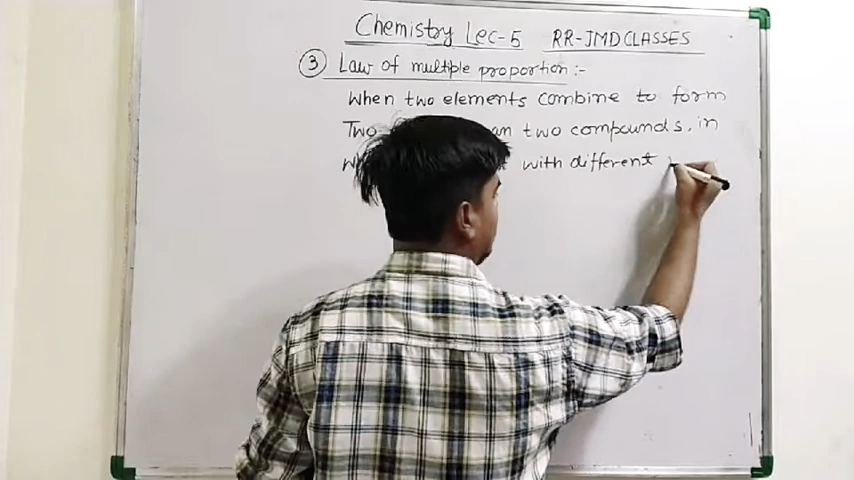 Chemistry Lec-5 RR-JMD CLASSES
③ Law of multiple proportion :-
When two elements combine to form
Two an two compounds, in
with different